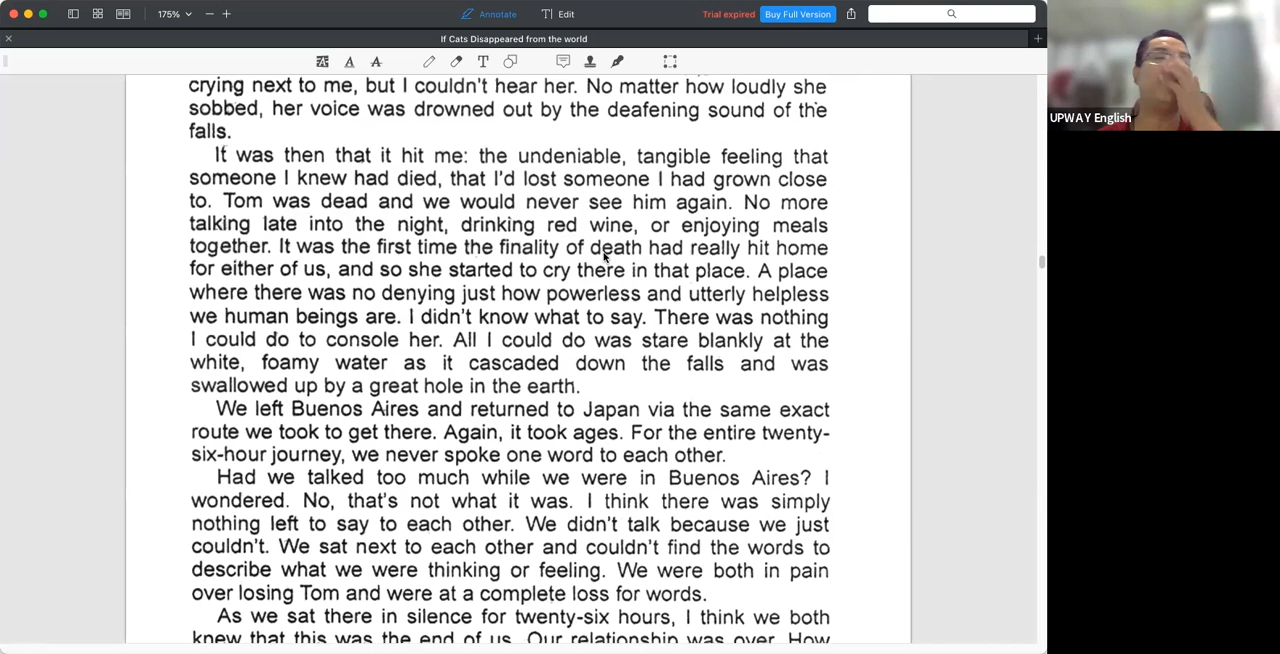 175%
Annotate
Edit
Trial expired
Buy Full Version
If Cats Disappeared from the world
UPWAY English
crying next to me, but I couldn't hear her. No matter how loudly she
sobbed, her voice was drowned out by the deafening sound of the
falls.
It was then that it hit me: the undeniable, tangible feeling that
someone I knew had died, that I'd lost someone I had grown close
to. Tom was dead and we would never see him again. No more
talking late into the night, drinking red wine, or enjoying meals
together. It was the first time the finality of death had really hit home
for either of us, and so she started to cry there in that place. A place
where there was no denying just how powerless and utterly helpless
we human beings are. I didn't know what to say. There was nothing
I could do to console her. All I could do was stare blankly at the
white, foamy water as it cascaded down the falls and was
swallowed up by a great hole in the earth.
We left Buenos Aires and returned to Japan via the same exact
route we took to get there. Again, it took ages. For the entire twenty-
six-hour journey, we never spoke one word to each other.
Had we talked too much while we were in Buenos Aires? I
wondered. No, that's not what it was. I think there was simply
nothing left to say to each other. We didn't talk because we just
couldn't. We sat next to each other and couldn't find the words to
describe what we were thinking or feeling. We were both in pain
over losing Tom and were at a complete loss for words.
As we sat there in silence for twenty-six hours, I think we both
knew that this was the end of us. Our relationship was over. How